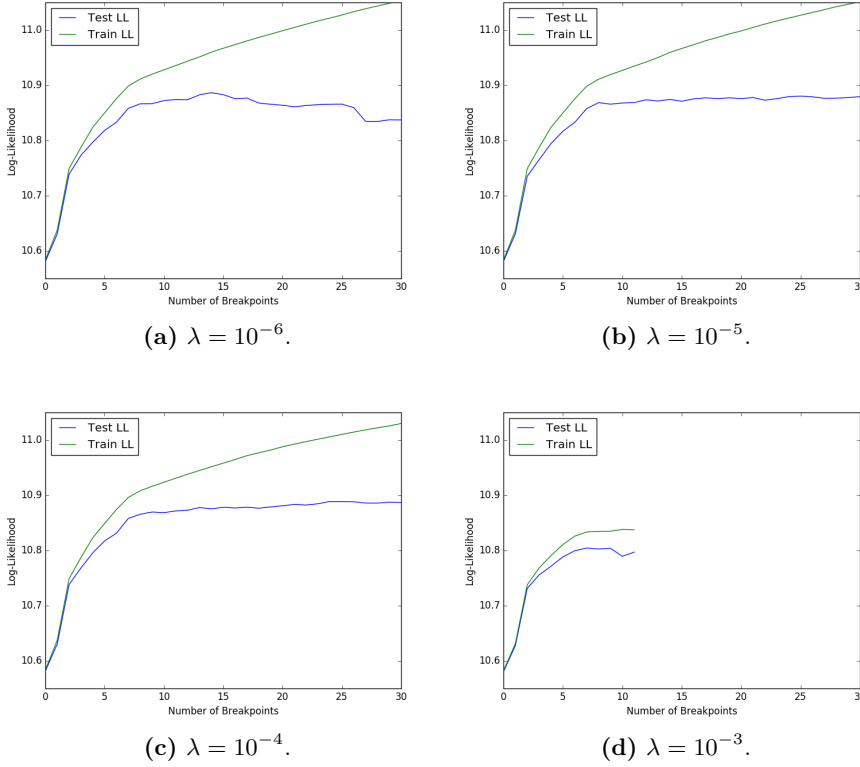 Test LL
Train LL
11.0
10.9
10.8
10.7
10.6
Log-Likelihood
0 5 10 15 20 25 30
Number of Breakpoints
(a) λ = 10⁻⁶.
Test LL
Train LL
11.0
10.9
10.8
10.7
10.6
Log-Likelihood
0 5 10 15 20 25 30
Number of Breakpoints
(b) λ = 10⁻⁵.
Test LL
Train LL
11.0
10.9
10.8
10.7
10.6
Log-Likelihood
0 5 10 15 20 25 30
Number of Breakpoints
(c) λ = 10⁻⁴.
Test LL
Train LL
11.0
10.9
10.8
10.7
10.6
Log-Likelihood
0 5 10 15 20 25 30
Number of Breakpoints
(d) λ = 10⁻³.